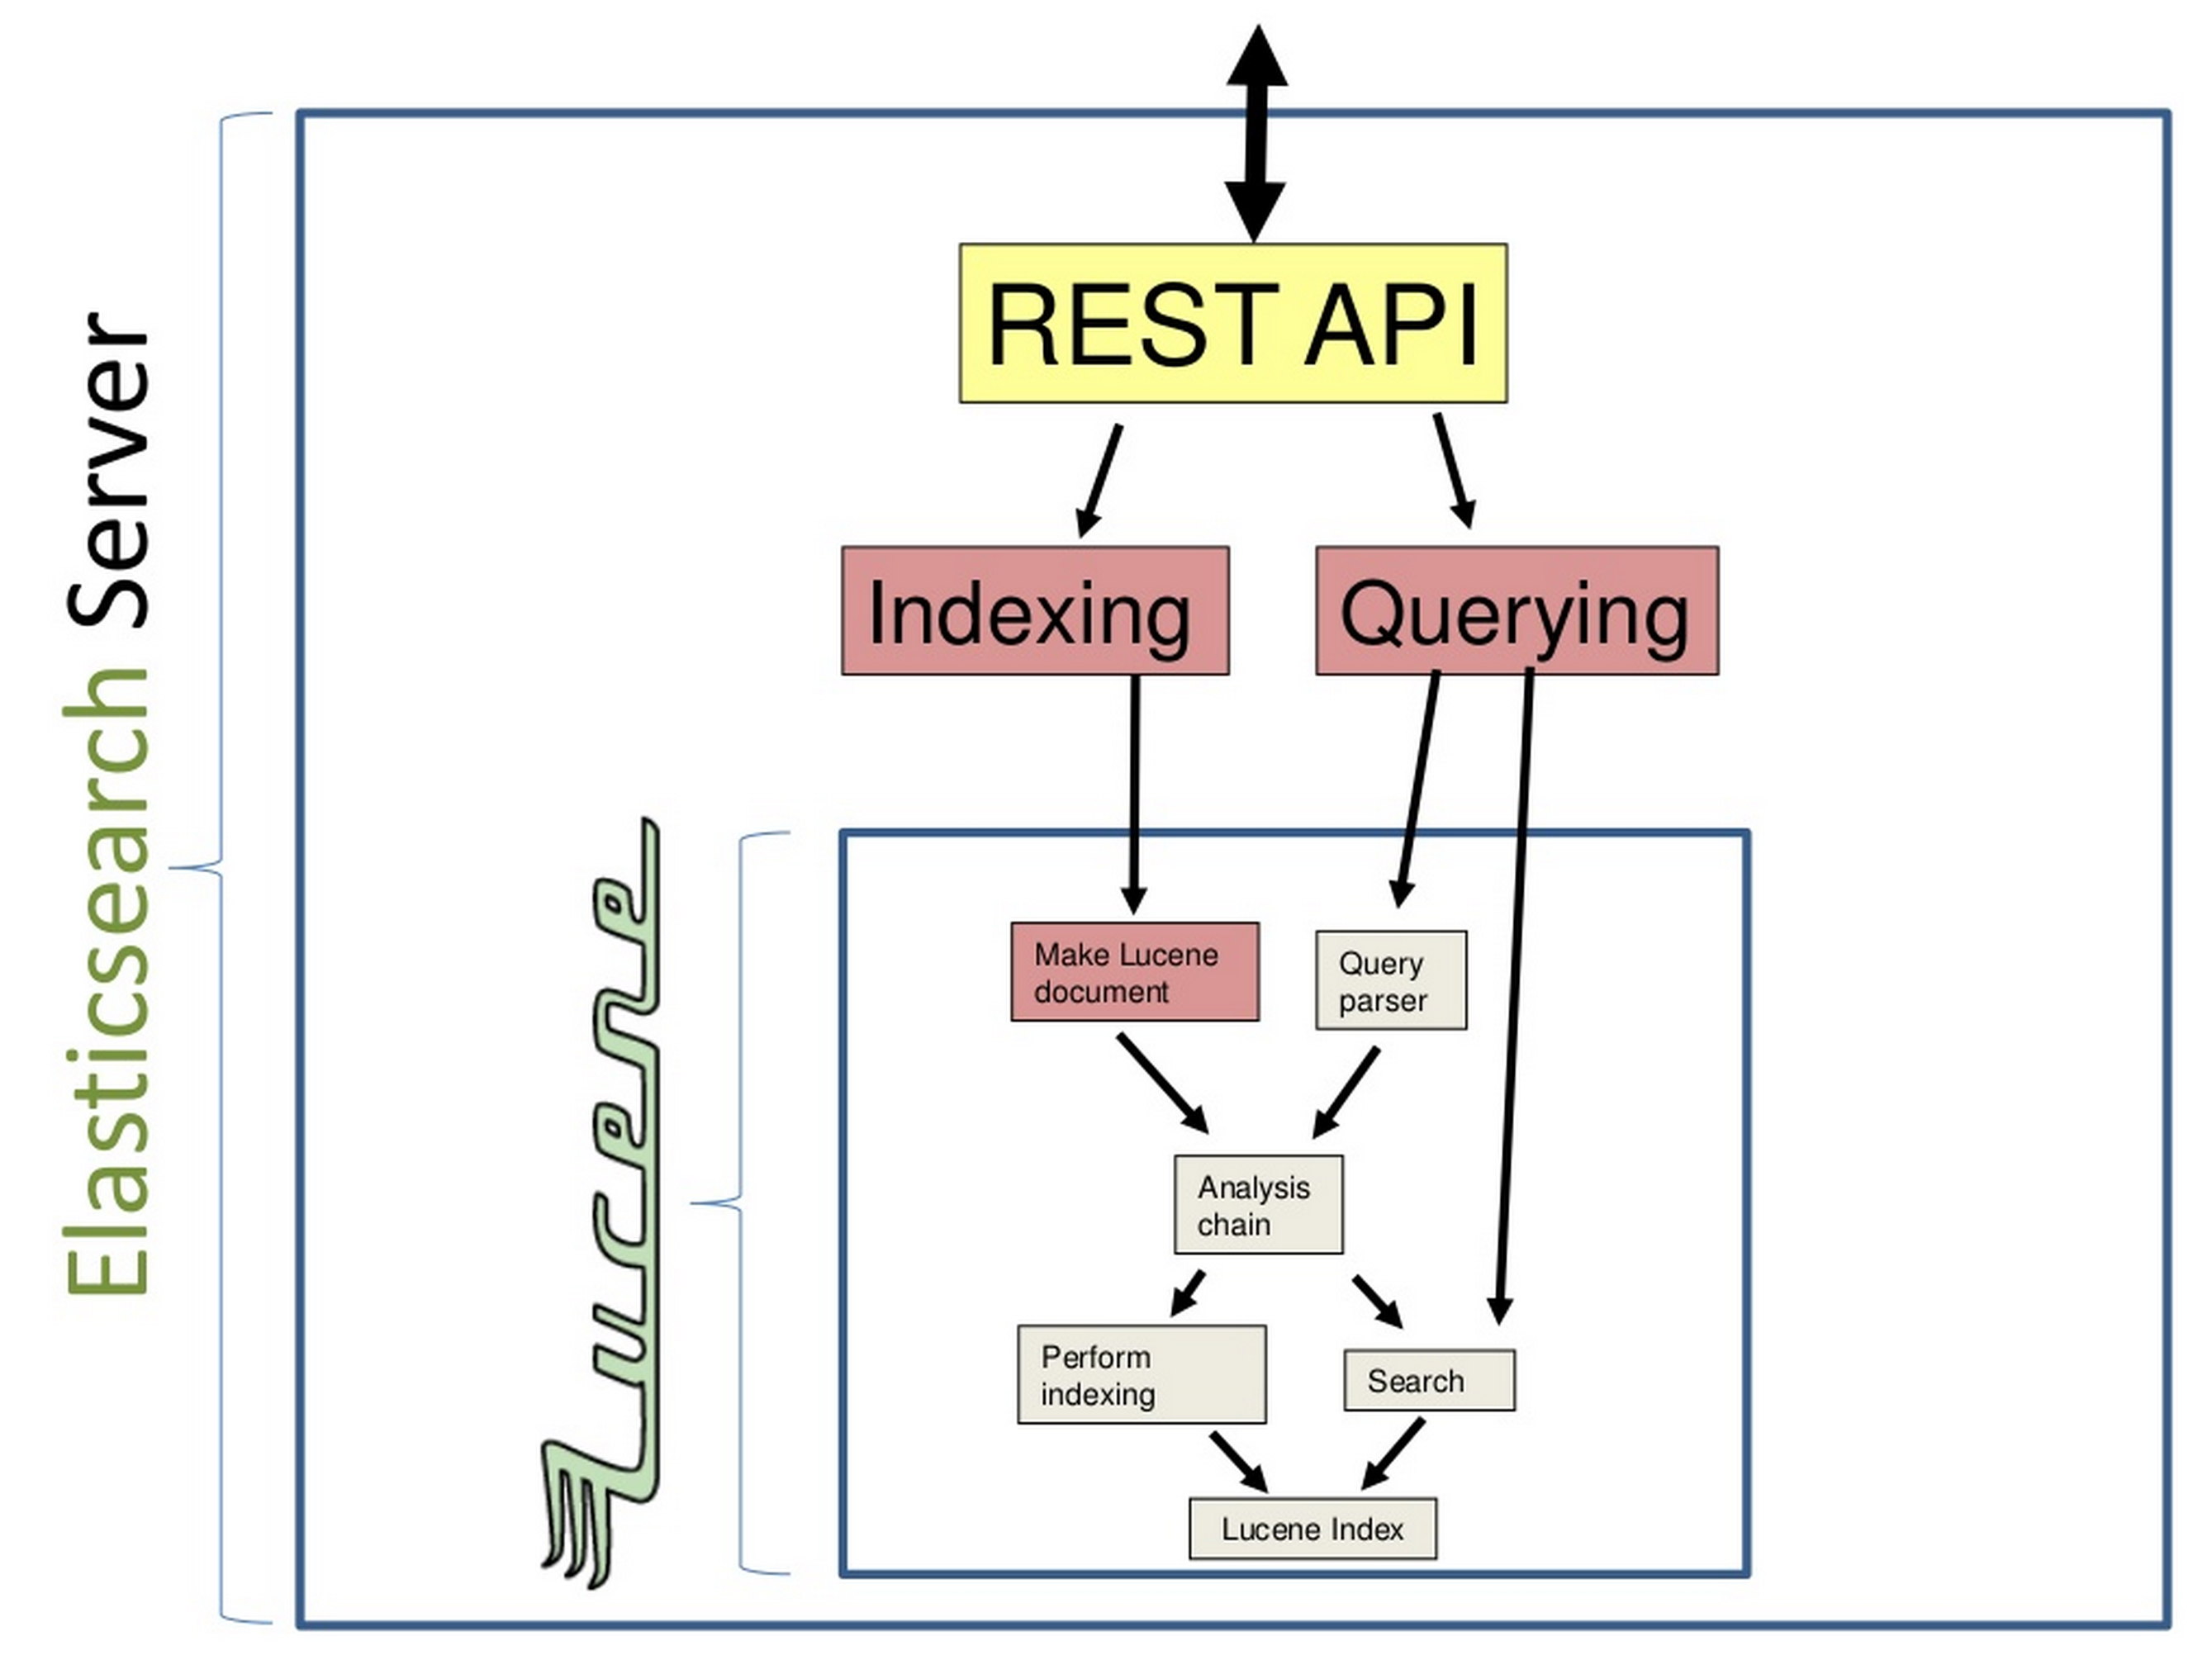 Elasticsearch Server
REST API
Indexing
Querying
Lucene
Make Lucene
document
Query
parser
Analysis
chain
Perform
indexing
Search
Lucene Index